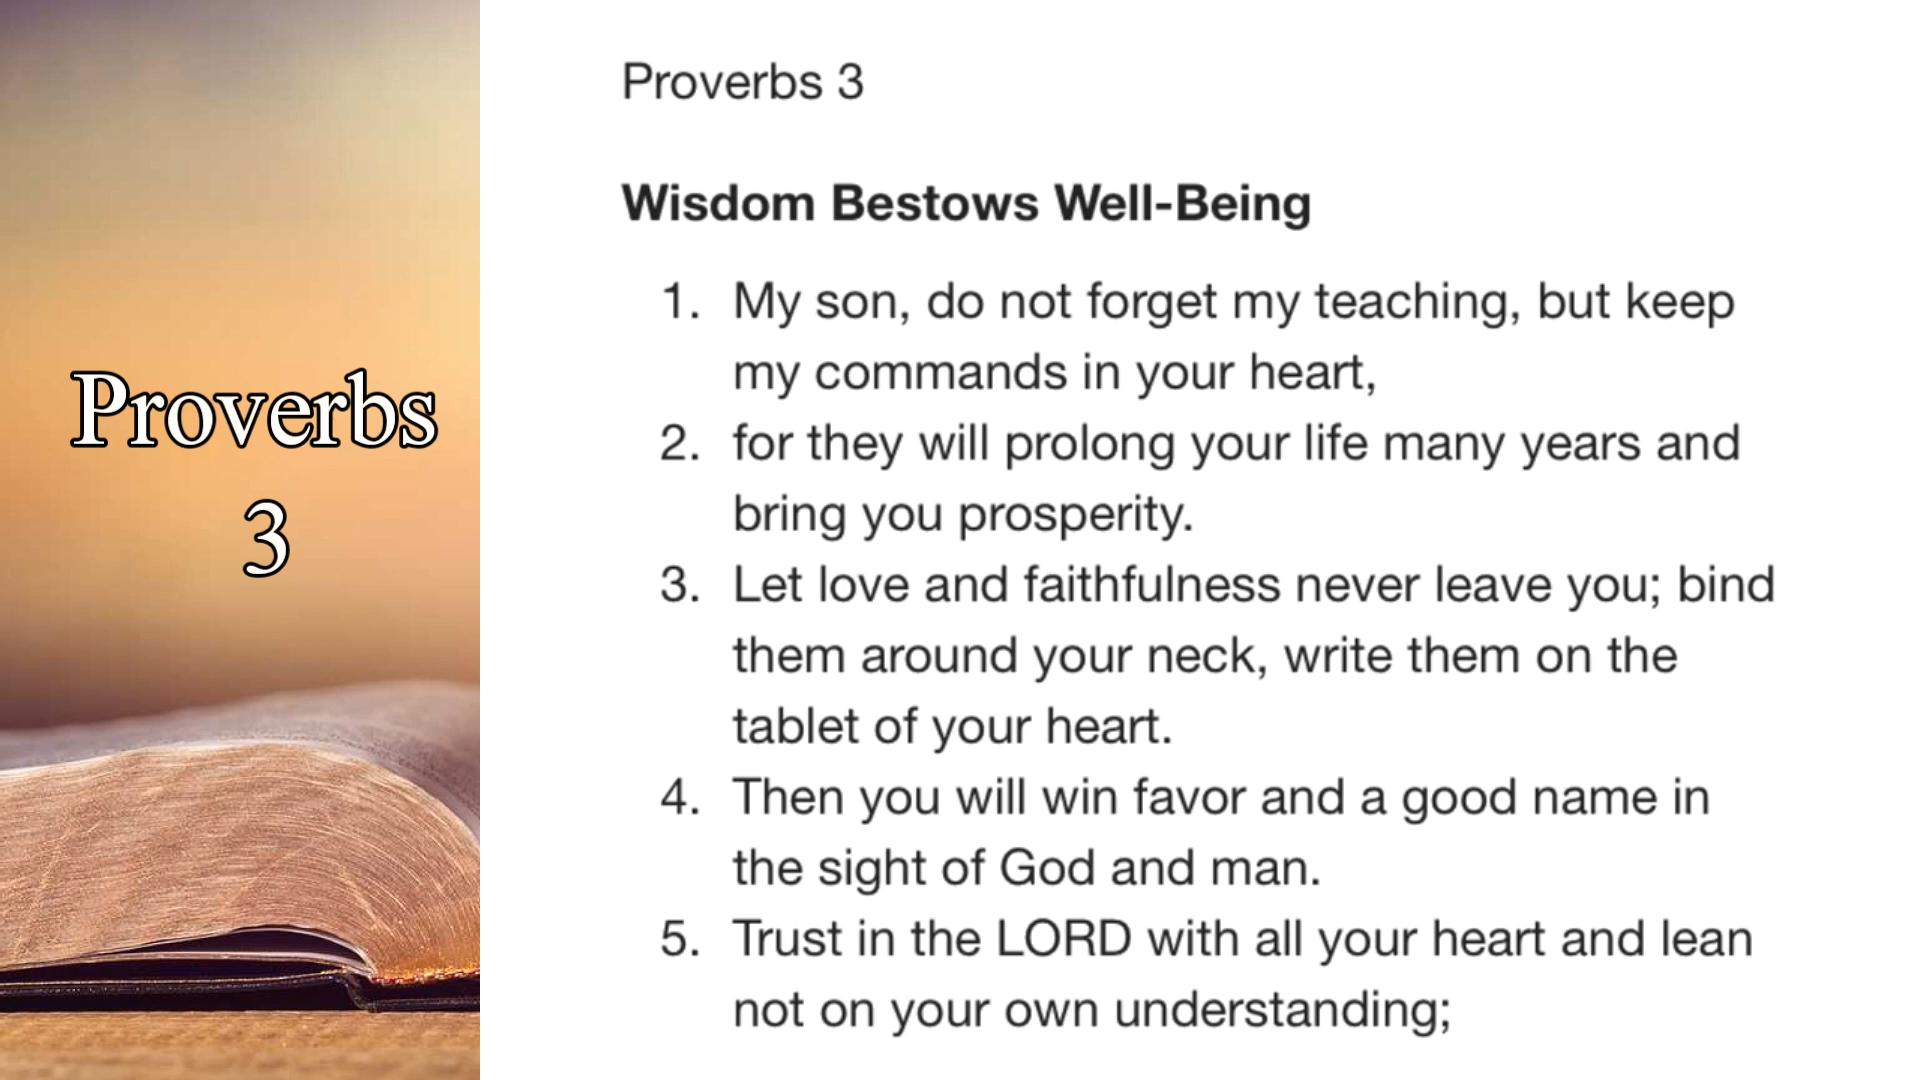 Proverbs
3
Proverbs 3
Wisdom Bestows Well-Being
1. My son, do not forget my teaching, but keep
my commands in your heart,
2. for they will prolong your life many years and
bring you prosperity.
3. Let love and faithfulness never leave you; bind
them around your neck, write them on the
tablet of your heart.
4. Then you will win favor and a good name in
the sight of God and man.
5. Trust in the LORD with all your heart and lean
not on your own understanding;